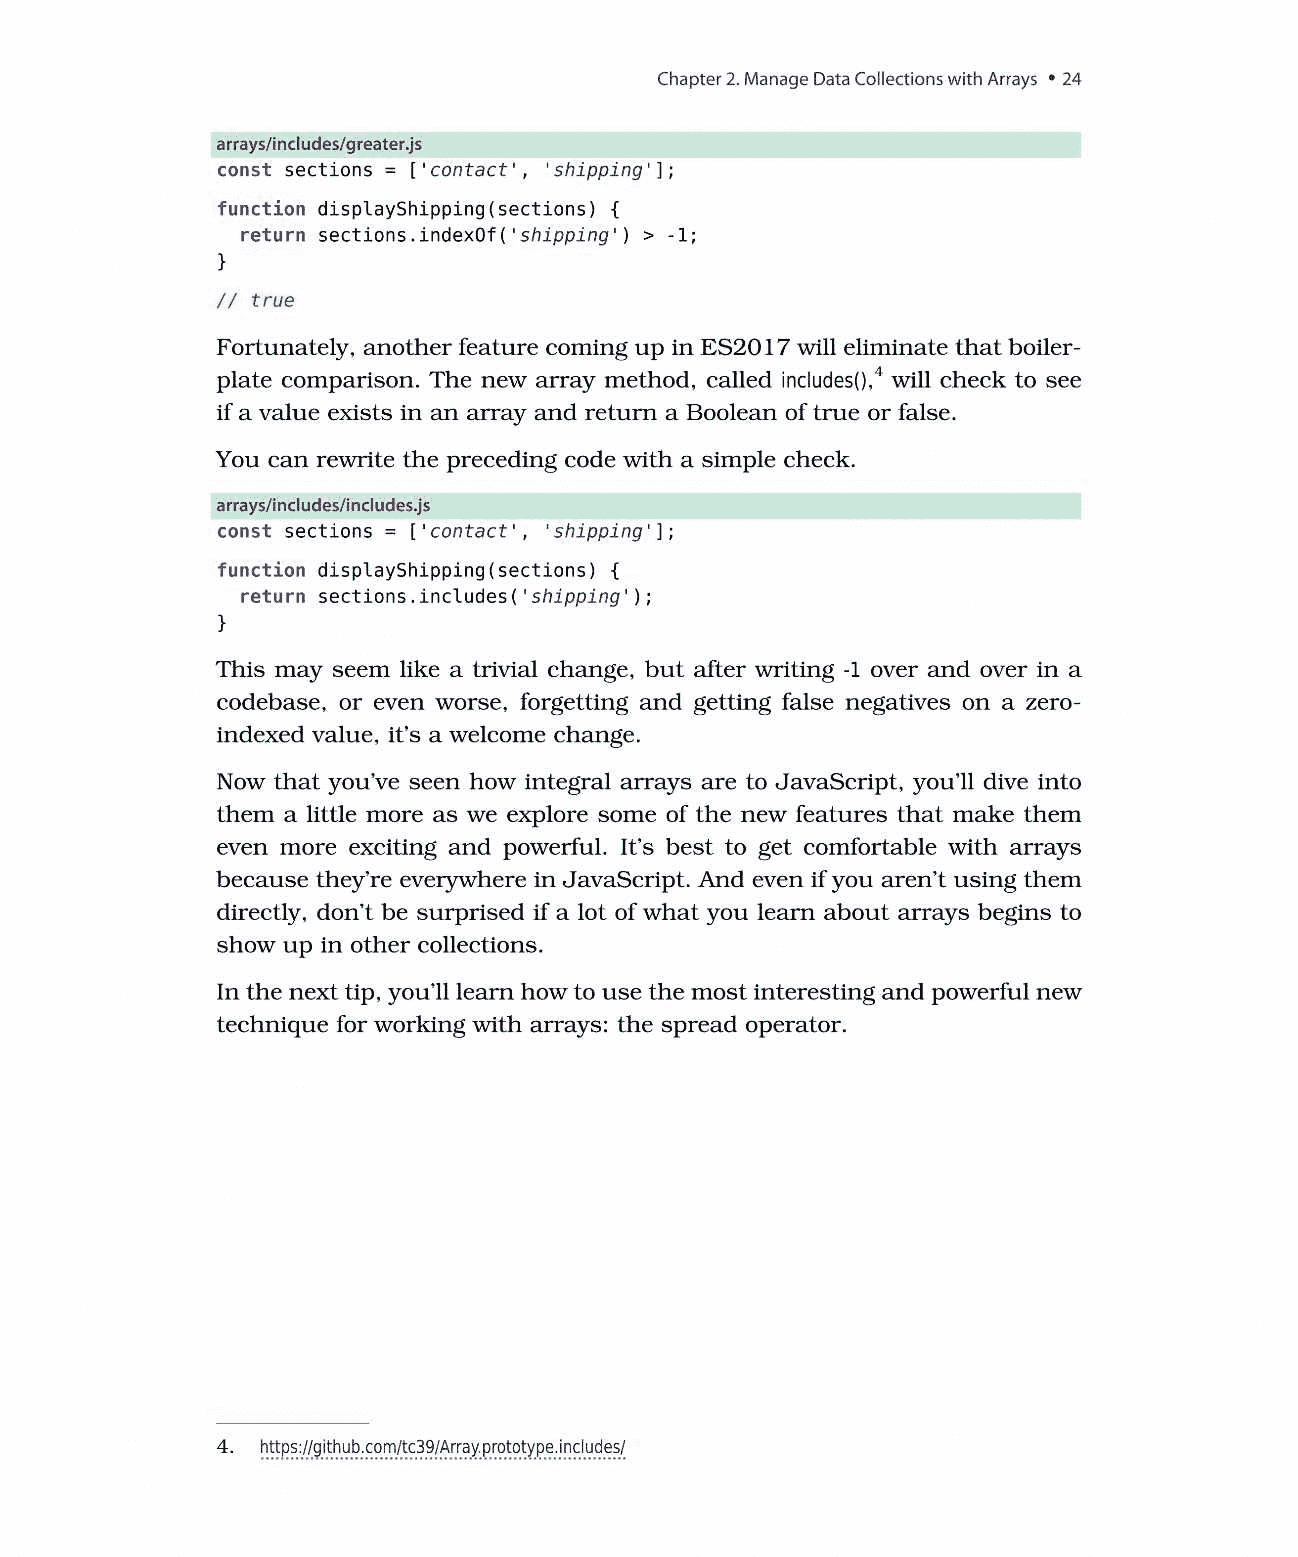 Chapter 2. Manage Data Collections with Arrays • 24
arrays/includes/greater.js
const sections = ['contact', 'shipping'];
function displayShipping(sections) {
  return sections.indexOf('shipping') > -1;
}
// true
Fortunately, another feature coming up in ES2017 will eliminate that boiler-
plate comparison. The new array method, called includes(),4 will check to see
if a value exists in an array and return a Boolean of true or false.
You can rewrite the preceding code with a simple check.
arrays/includes/includes.js
const sections = ['contact', 'shipping'];
function displayShipping(sections) {
  return sections.includes('shipping');
}
This may seem like a trivial change, but after writing -1 over and over in a
codebase, or even worse, forgetting and getting false negatives on a zero-
indexed value, it's a welcome change.
Now that you've seen how integral arrays are to JavaScript, you'll dive into
them a little more as we explore some of the new features that make them
even more exciting and powerful. It's best to get comfortable with arrays
because they're everywhere in JavaScript. And even if you aren't using them
directly, don't be surprised if a lot of what you learn about arrays begins to
show up in other collections.
In the next tip, you'll learn how to use the most interesting and powerful new
technique for working with arrays: the spread operator.
4. https://github.com/tc39/Array.prototype.includes/